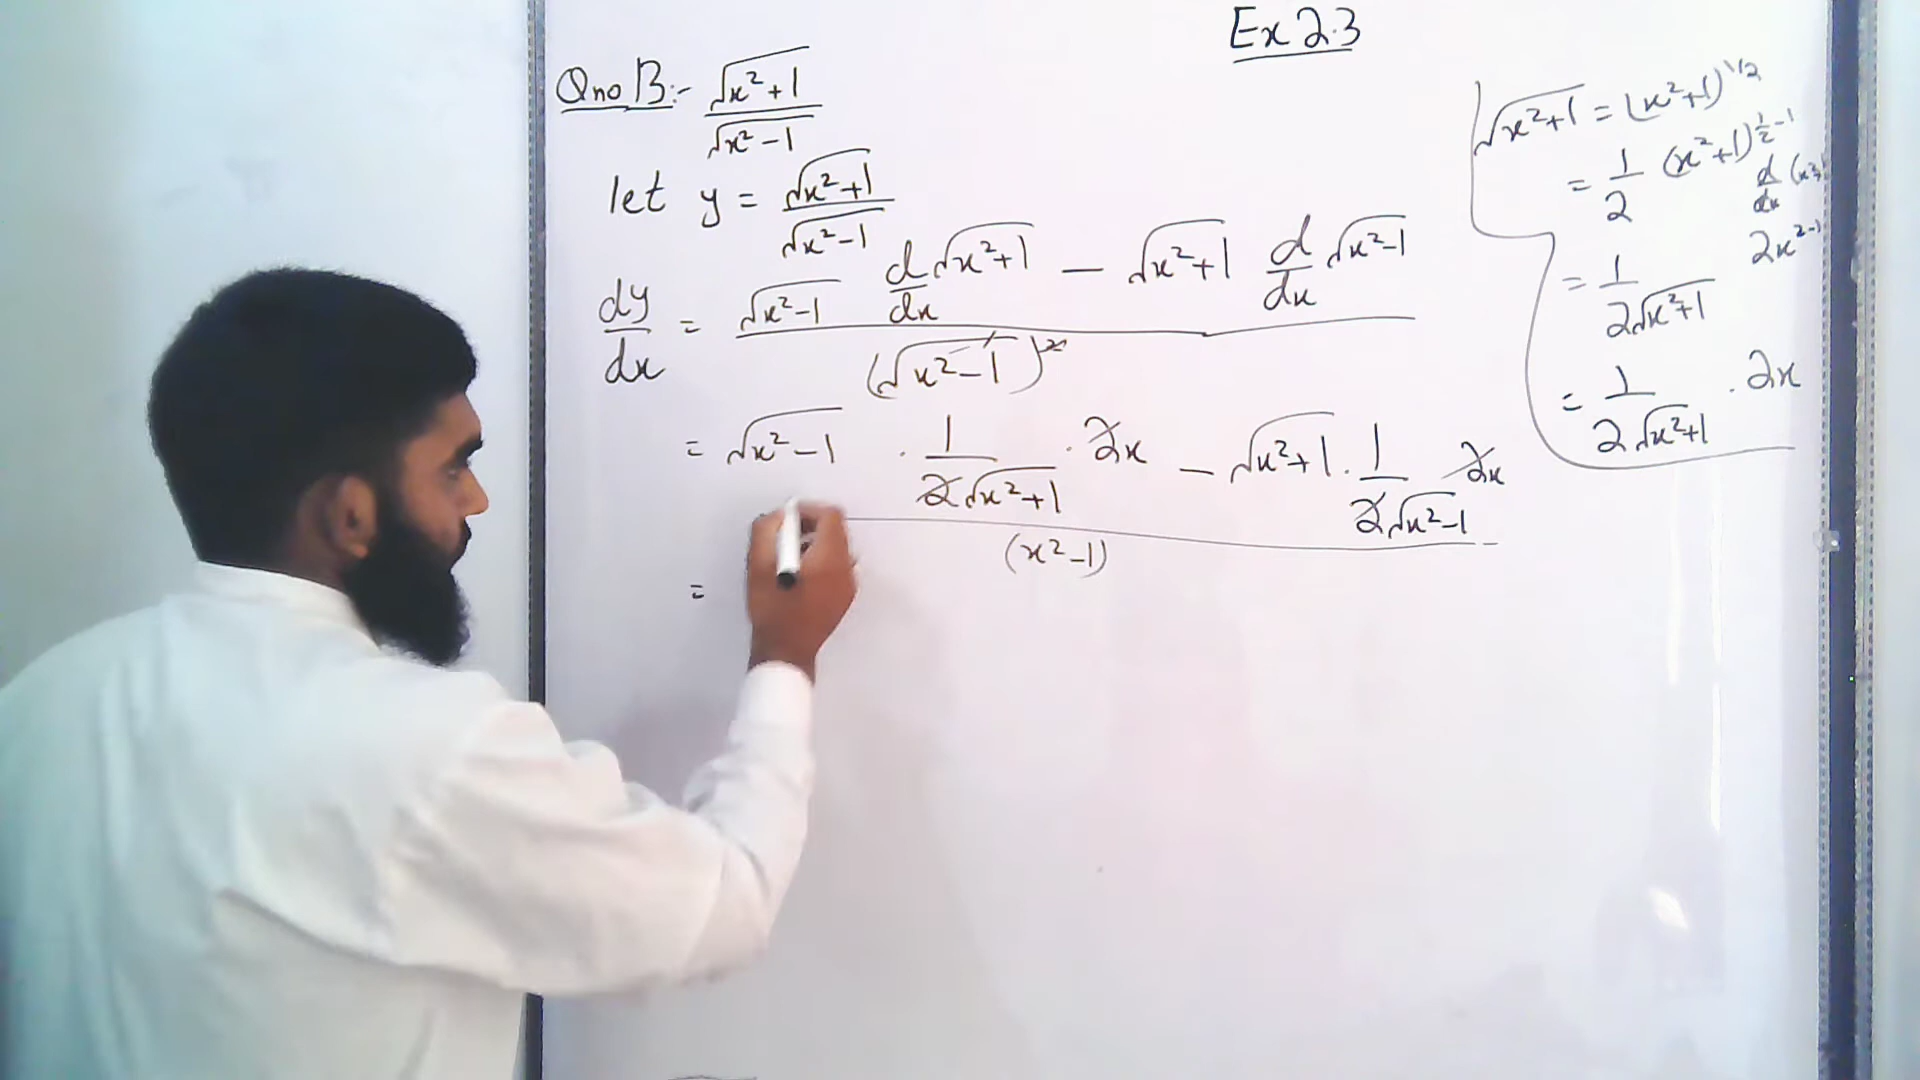 Ex 2.3
Qno 13:- √(x²+1) / √(x²-1)
let y = √(x²+1) / √(x²-1)
dy/dx = (√(x²-1) d/dx √(x²+1) - √(x²+1) d/dx √(x²-1)) / (√(x²-1))²
= (√(x²-1) . 1/(2√(x²+1)) . 2x - √(x²+1) . 1/(2√(x²-1)) 2x) / (x²-1)
=
√(x²+1) = (x²+1)^1/2
= 1/2 (x²+1)^(1/2-1)
d/dx
2x^2-1
= 1/(2√(x²+1))
= 1/(2√(x²+1)) . 2x